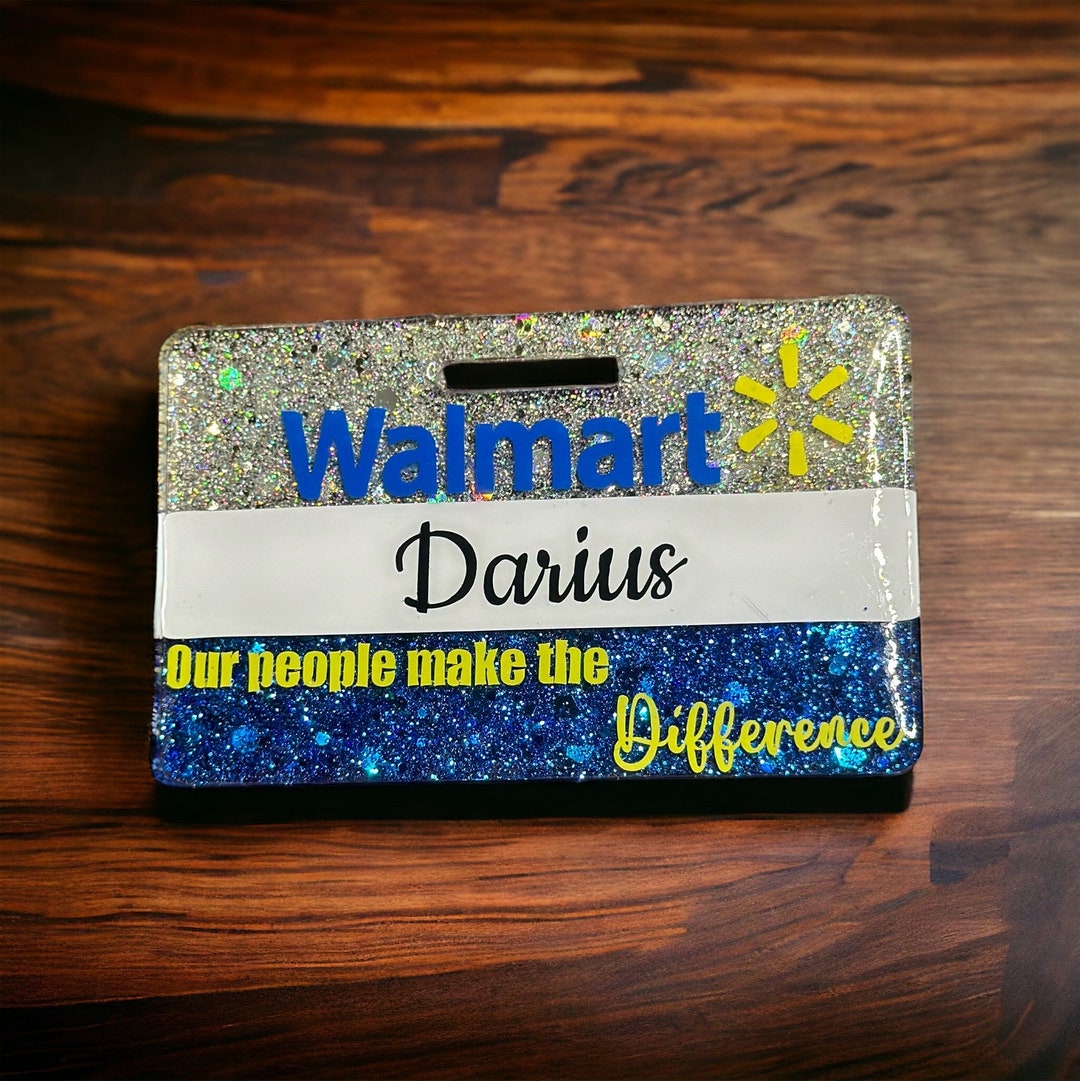 Walmart
Darius
Our people make the
Difference